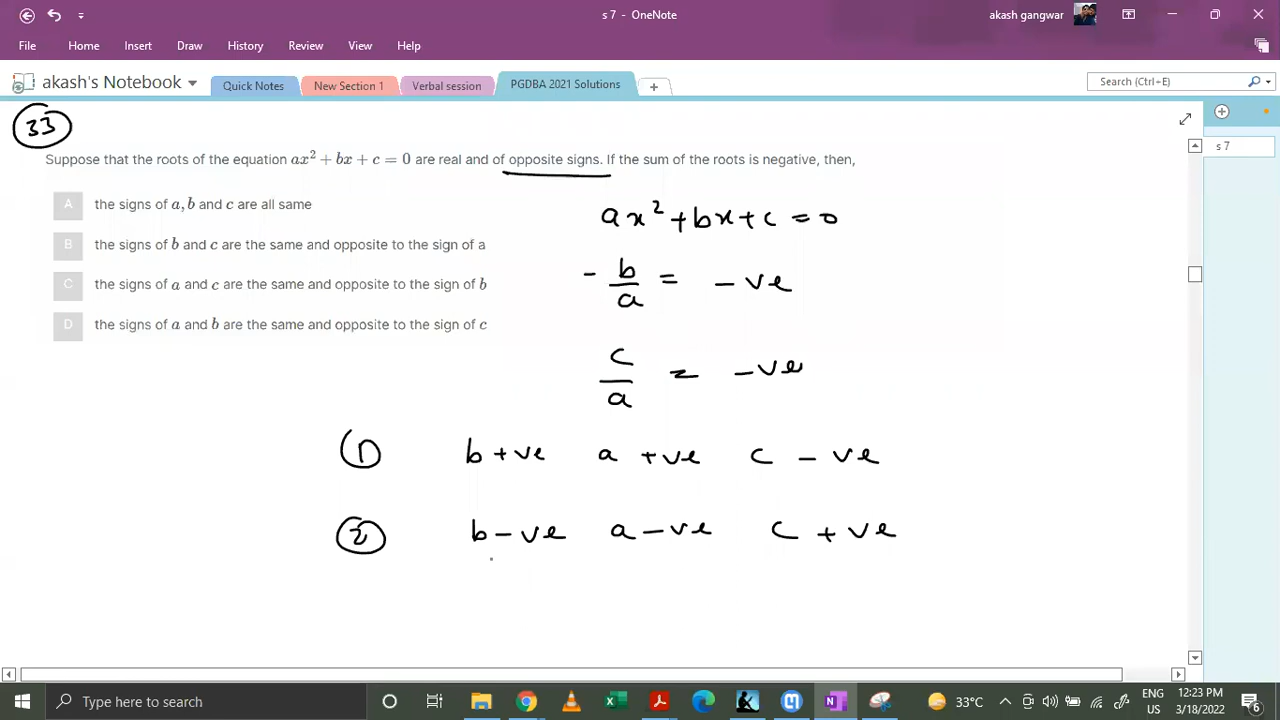 s 7 - OneNote
akash gangwar
File Home Insert Draw History Review View Help
akash's Notebook Quick Notes New Section 1 Verbal session PGDBA 2021 Solutions Search (Ctrl+E)
33
s 7
Suppose that the roots of the equation ax² + bx + c = 0 are real and of opposite signs. If the sum of the roots is negative, then,
A the signs of a, b and c are all same
B the signs of b and c are the same and opposite to the sign of a
C the signs of a and c are the same and opposite to the sign of b
D the signs of a and b are the same and opposite to the sign of c
ax² + bx + c = 0
- b/a = - ve
c/a = - ve
1 b + ve a + ve c - ve
2 b - ve a - ve c + ve
Type here to search
33°C
ENG
US
12:23 PM
3/18/2022
6